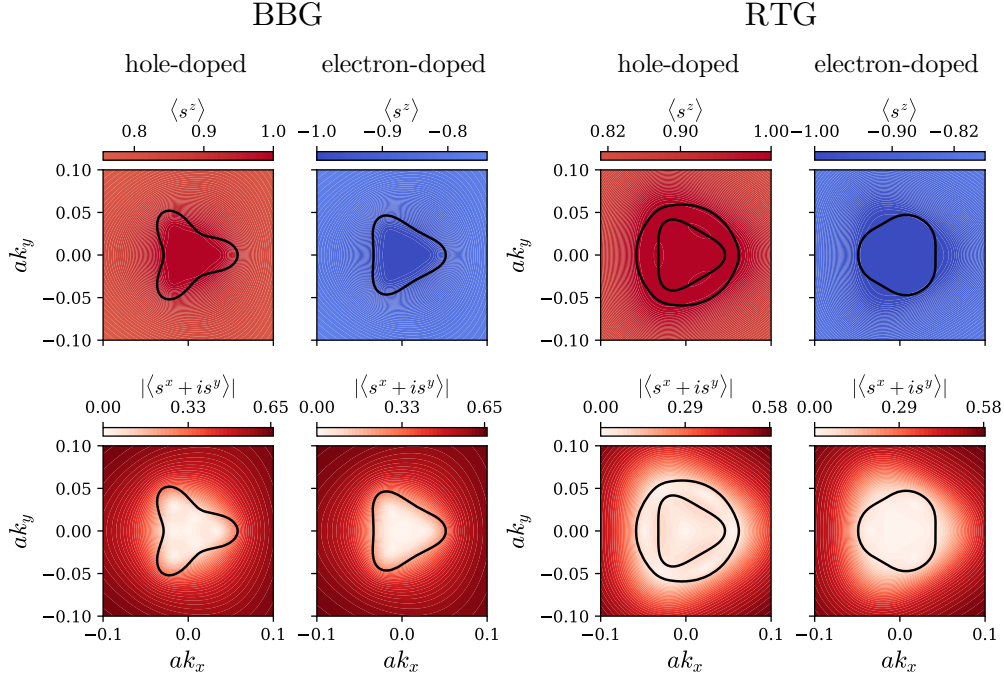 BBG RTG
hole-doped electron-doped hole-doped electron-doped
⟨s^z⟩ ⟨s^z⟩ ⟨s^z⟩ ⟨s^z⟩
0.8 0.9 1.0 −1.0 −0.9 −0.8 0.82 0.90 1.00 −1.00 −0.90 −0.82
0.10 0.10
0.05 0.05
ak_y 0.00 ak_y 0.00
−0.05 −0.05
−0.10 −0.10
|⟨s^x + is^y⟩| |⟨s^x + is^y⟩| |⟨s^x + is^y⟩| |⟨s^x + is^y⟩|
0.00 0.33 0.65 0.00 0.33 0.65 0.00 0.29 0.58 0.00 0.29 0.58
0.10 0.10
0.05 0.05
ak_y 0.00 ak_y 0.00
−0.05 −0.05
−0.10 −0.10
−0.1 0.0 0.1 0.0 0.1 −0.1 0.0 0.1 0.0 0.1
ak_x ak_x ak_x ak_x